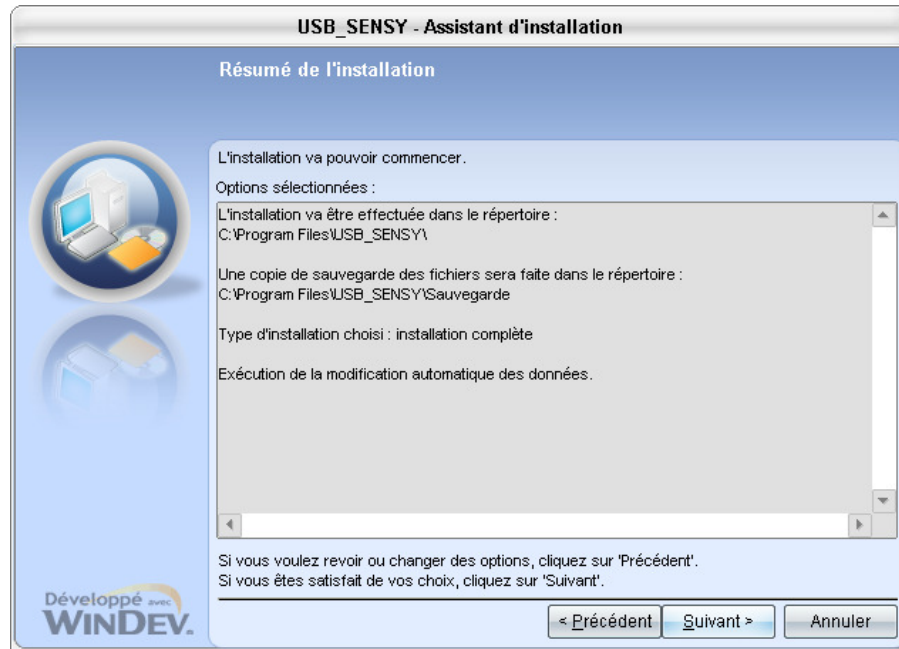 USB_SENSY - Assistant d'installation
Résumé de l'installation
L'installation va pouvoir commencer.
Options sélectionnées :
L'installation va être effectuée dans le répertoire :
C:\Program Files\USB_SENSY\
Une copie de sauvegarde des fichiers sera faite dans le répertoire :
C:\Program Files\USB_SENSY\Sauvegarde
Type d'installation choisi : installation complète
Exécution de la modification automatique des données.
Si vous voulez revoir ou changer des options, cliquez sur 'Précédent'.
Si vous êtes satisfait de vos choix, cliquez sur 'Suivant'.
Développé avec
WINDEV.
< Précédent Suivant > Annuler